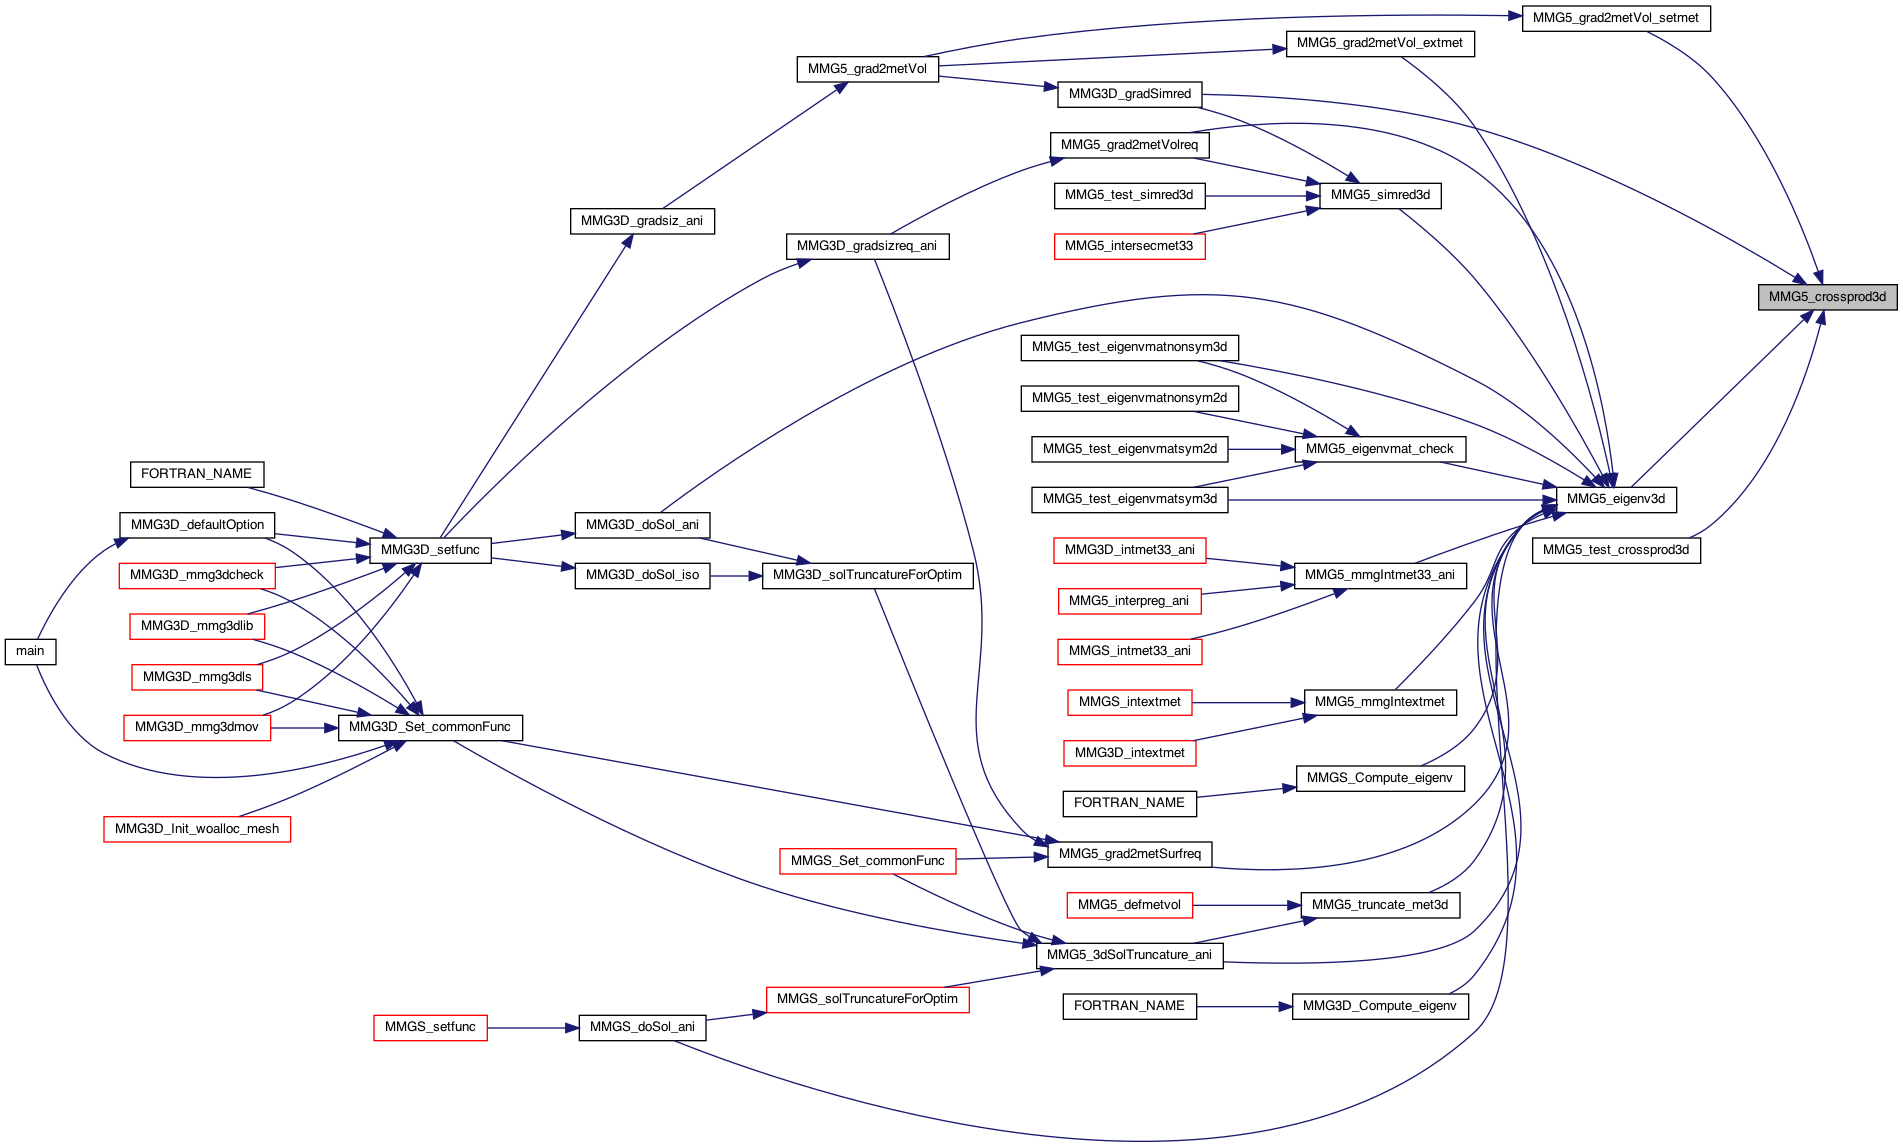 MMG5_grad2metVol_setmet
MMG5_grad2metVol_extmet
MMG5_grad2metVol
MMG3D_gradSimred
MMG5_grad2metVolreq
MMG5_test_simred3d
MMG5_simred3d
MMG3D_gradsiz_ani
MMG3D_gradsizreq_ani
MMG5_intersecmet33
MMG5_crossprod3d
MMG5_test_eigenvmatnonsym3d
MMG5_test_eigenvmatnonsym2d
MMG5_test_eigenvmatsym2d
MMG5_eigenvmat_check
FORTRAN_NAME
MMG5_test_eigenvmatsym3d
MMG5_eigenv3d
MMG3D_defaultOption
MMG3D_doSol_ani
MMG3D_setfunc
MMG3D_intmet33_ani
MMG5_test_crossprod3d
MMG3D_mmg3dcheck
MMG3D_doSol_iso
MMG3D_solTruncatureForOptim
MMG5_mmgIntmet33_ani
MMG5_interpreg_ani
MMG3D_mmg3dlib
main
MMGS_intmet33_ani
MMG3D_mmg3dls
MMGS_intextmet
MMG5_mmgIntextmet
MMG3D_mmg3dmov
MMG3D_Set_commonFunc
MMG3D_intextmet
MMGS_Compute_eigenv
FORTRAN_NAME
MMG3D_Init_woalloc_mesh
MMGS_Set_commonFunc
MMG5_grad2metSurfreq
MMG5_defmetvol
MMG5_truncate_met3d
MMG5_3dSolTruncature_ani
MMGS_solTruncatureForOptim
FORTRAN_NAME
MMG3D_Compute_eigenv
MMGS_setfunc
MMGS_doSol_ani